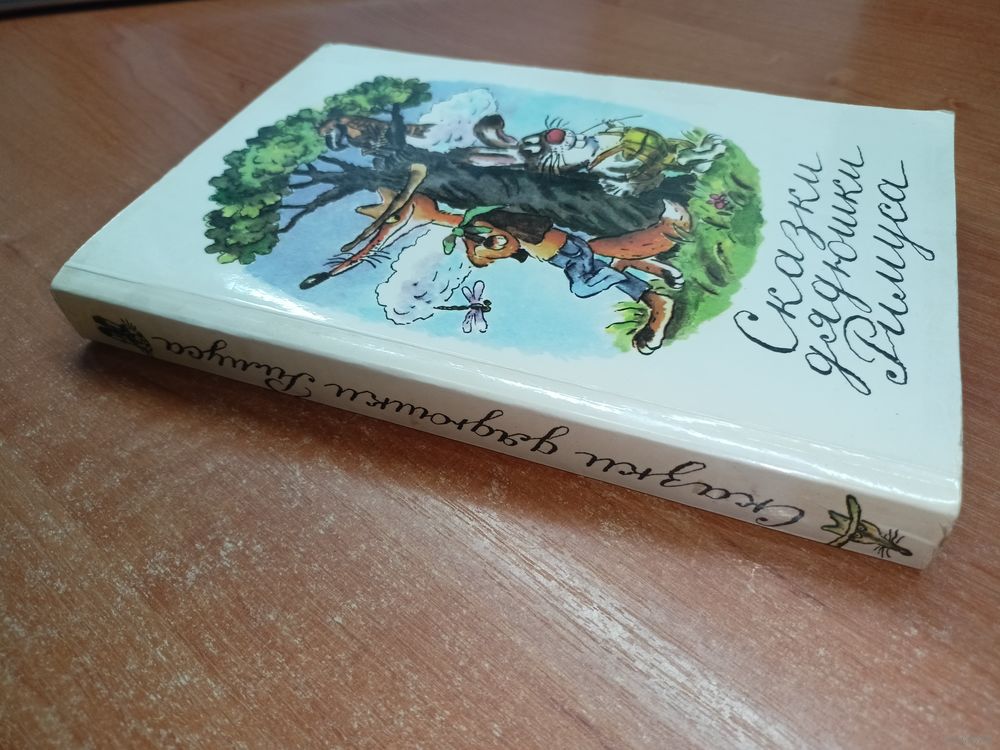 Сказки
дядюшки
Римуса
Сказки дядюшки Римуса